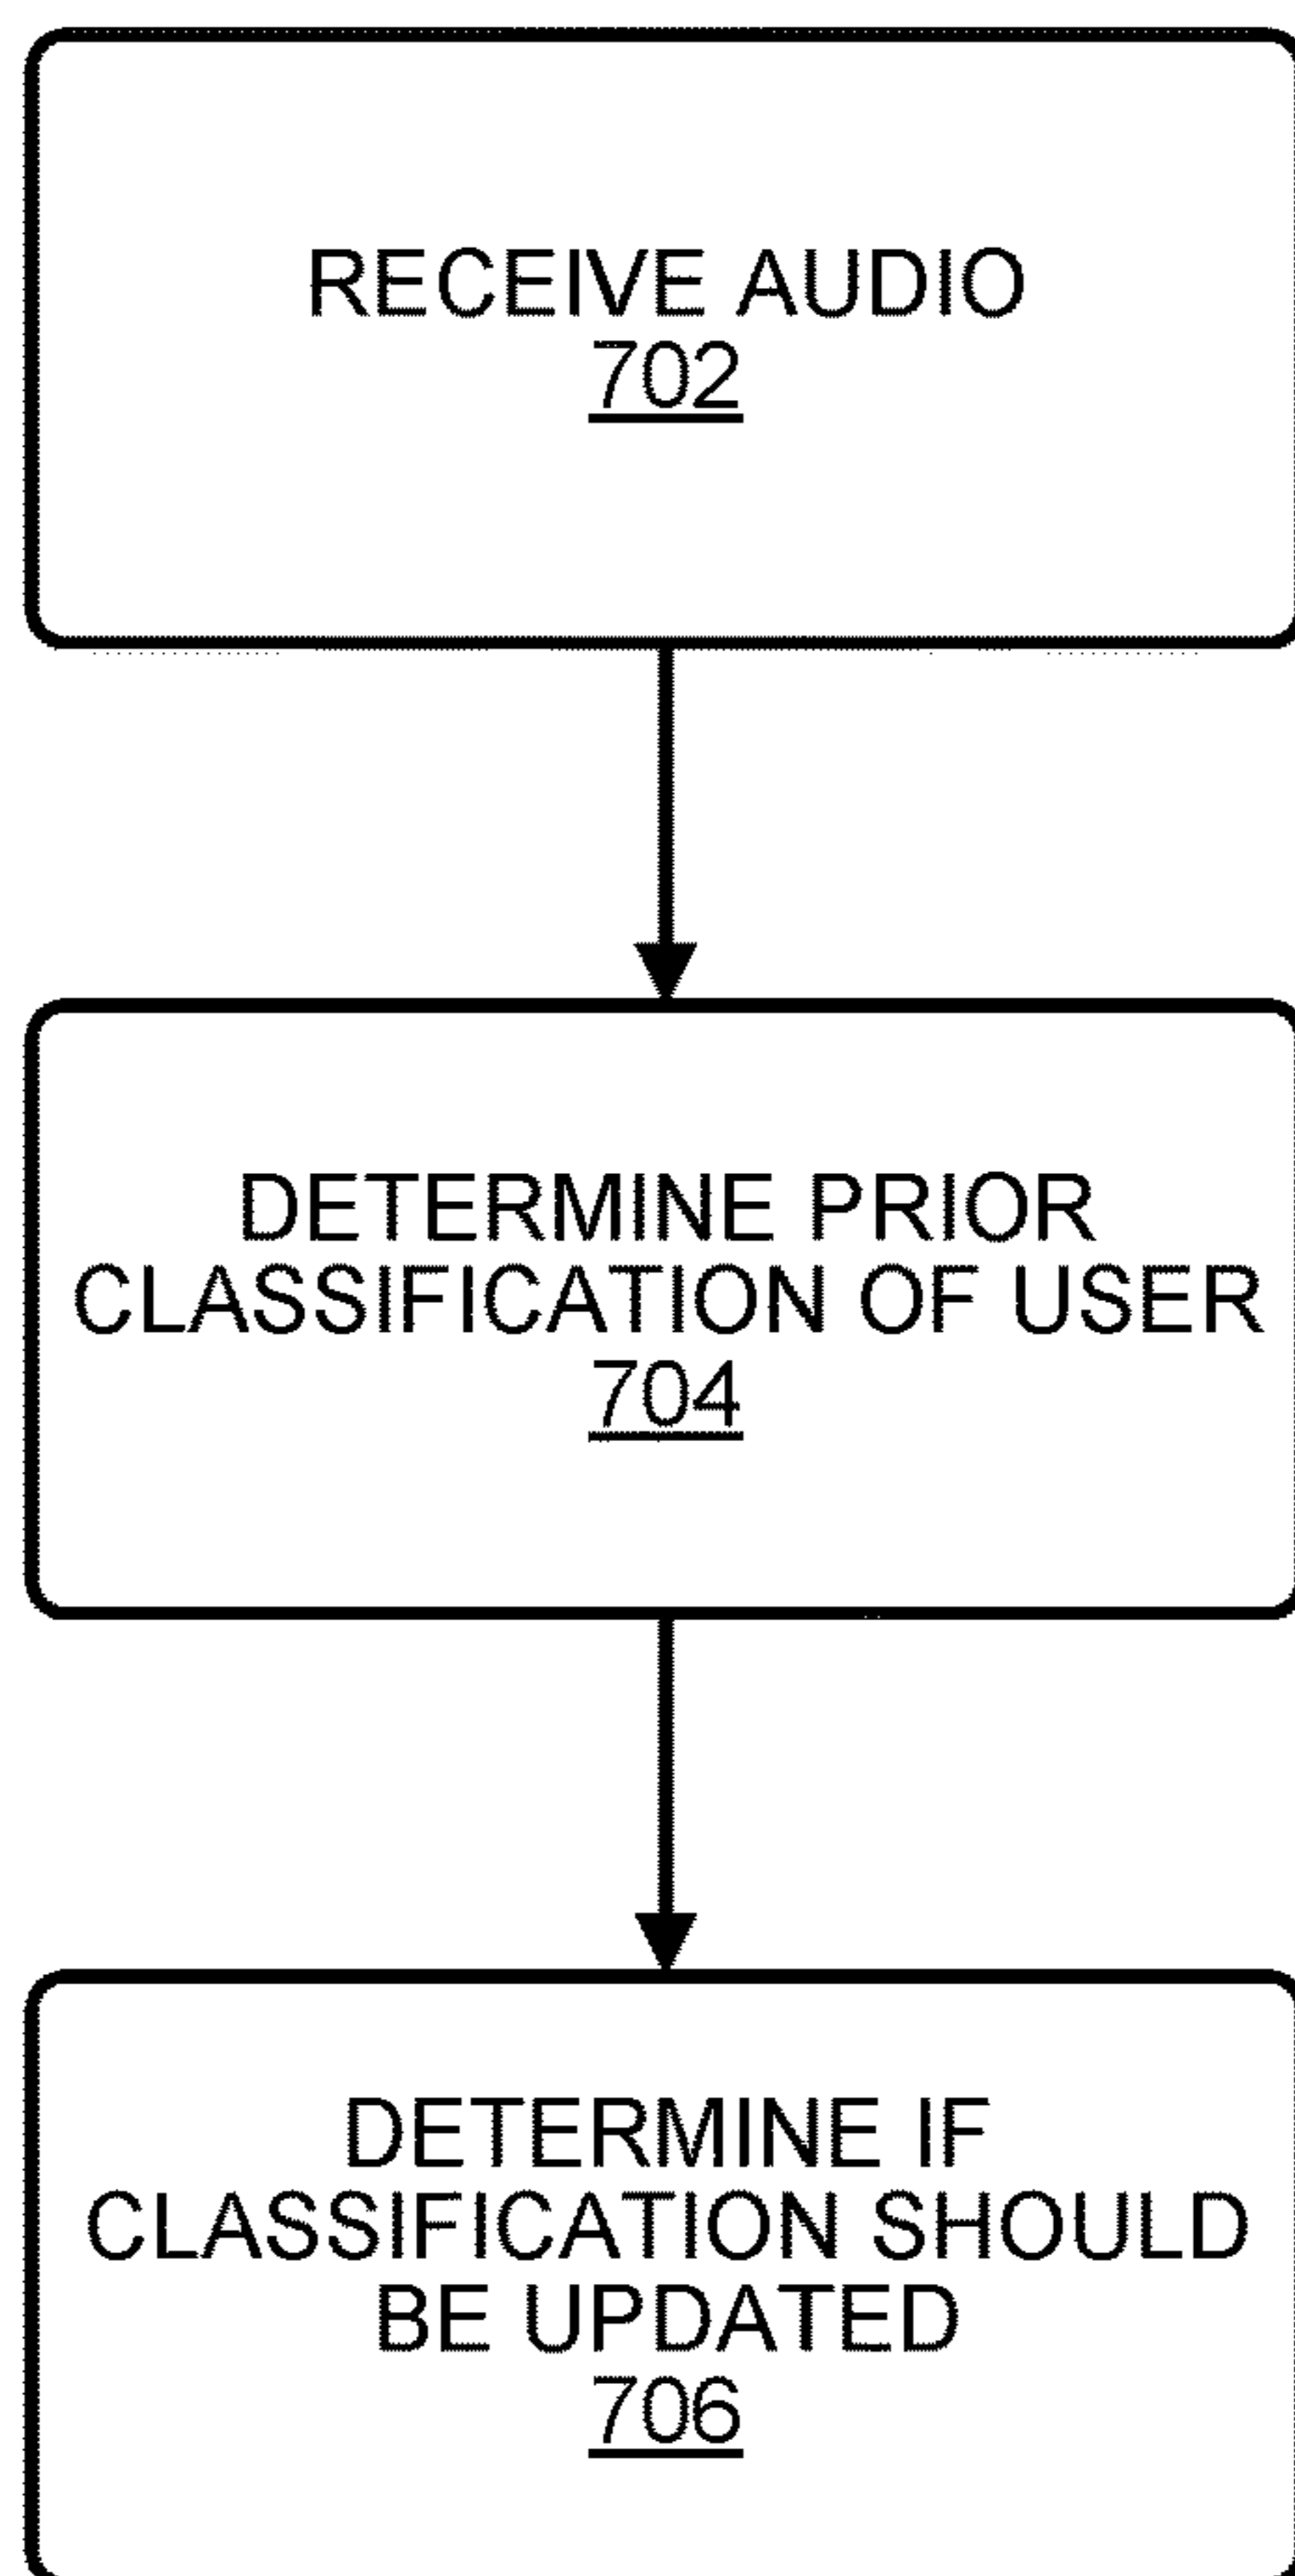 RECEIVE AUDIO
702
DETERMINE PRIOR
CLASSIFICATION OF USER
704
DETERMINE IF
CLASSIFICATION SHOULD
BE UPDATED
706